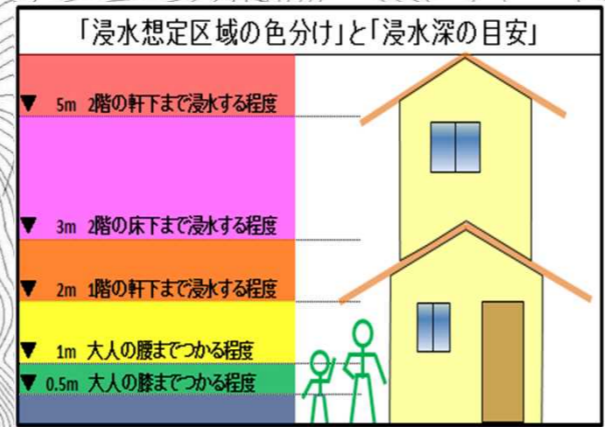 「浸水想定区域の色分け」と「浸水深の目安」
▼ 5m 2階の軒下まで浸水する程度
▼ 3m 2階の床下まで浸水する程度
▼ 2m 1階の軒下まで浸水する程度
▼ 1m 大人の腰までつかる程度
▼ 0.5m 大人の膝までつかる程度